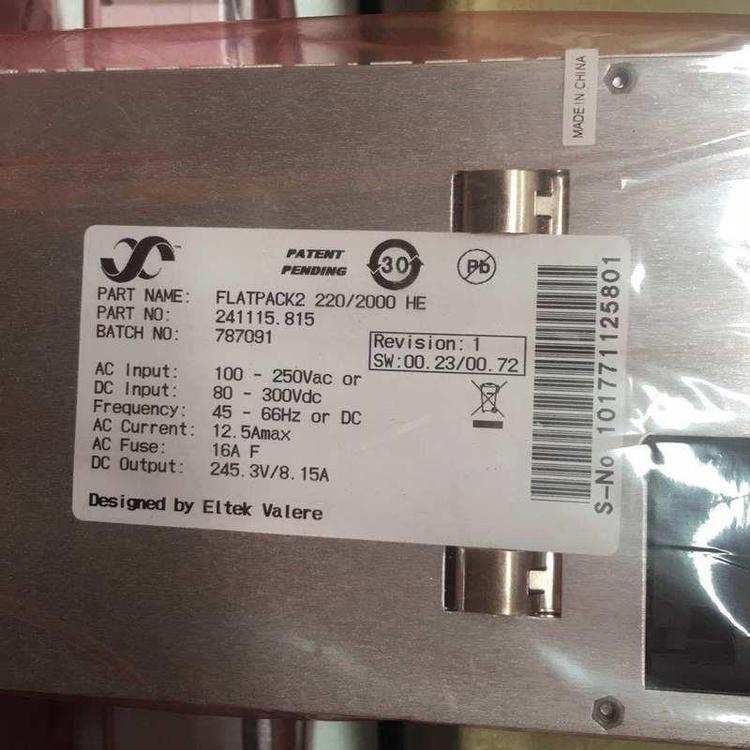 MADE IN CHINA
PATENT PENDING
30
Pb
PART NAME: FLATPACK2 220/2000 HE
PART NO: 241115.815
BATCH NO: 787091
Revision: 1
SW:00.23/00.72
AC Input: 100 - 250Vac or
DC Input: 80 - 300Vdc
Frequency: 45 - 66Hz or DC
AC Current: 12.5Amax
AC Fuse: 16A F
DC Output: 245.3V/8.15A
Designed by Eltek Valere
S-No 101771125801